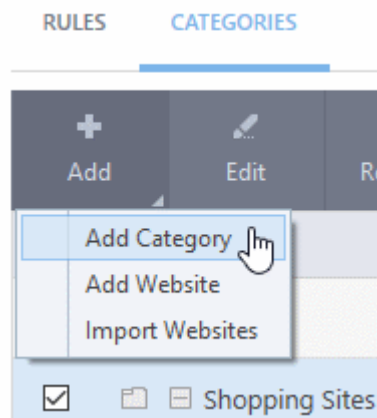 RULES CATEGORIES
Add Edit
Add Category
Add Website
Import Websites
Shopping Sites